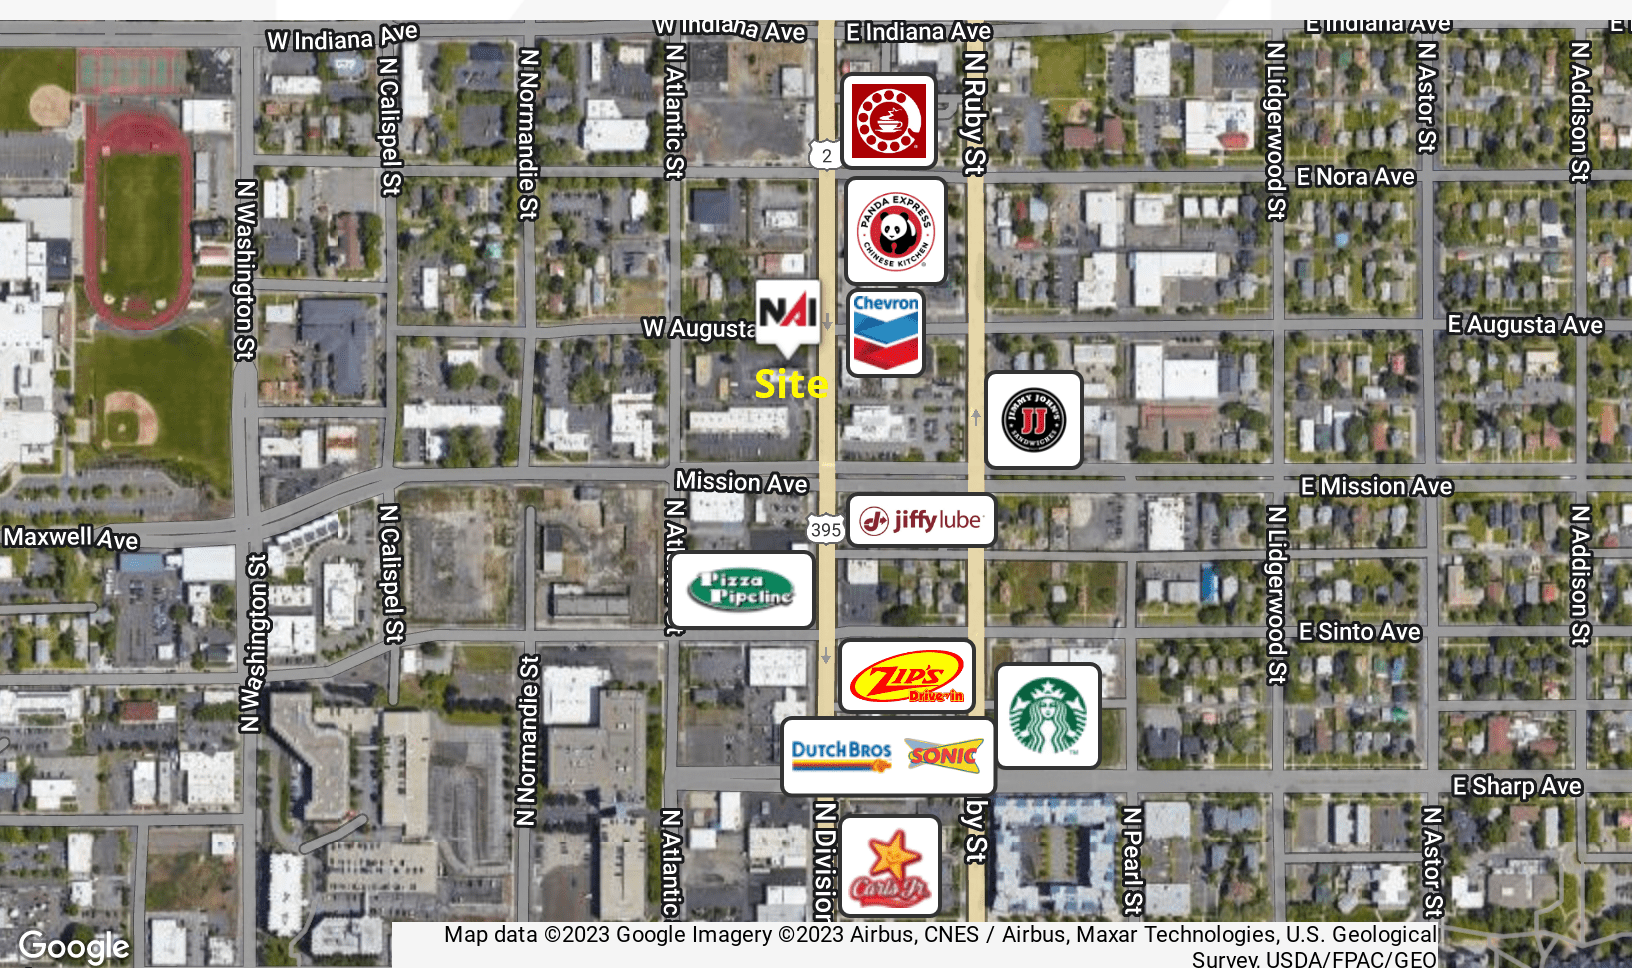 W Indiana Ave
W Indiana Ave
E Indiana Ave
E Indiana Ave
N Calispel St
N Normandie St
N Atlantic St
N Ruby St
N Lidgerwood St
N Astor St
N Addison St
2
E Nora Ave
N Washington St
PANDA EXPRESS
CHINESE KITCHEN
NAI
Chevron
W Augusta
E Augusta Ave
Site
JIMMY JOHN'S
JJ
SANDWICHES
Mission Ave
E Mission Ave
395
jiffylube
Maxwell Ave
N Calispel St
N Lidgerwood St
N Addison St
N Washington St
Pizza
Pipeline
E Sinto Ave
ZIP'S
Drive-in
N Normandie St
DUTCH BROS
SONIC
E Sharp Ave
N Atlantic
N Division
by St
Carls Jr
N Pearl St
N Astor St
Google
Map data ©2023 Google Imagery ©2023 Airbus, CNES / Airbus, Maxar Technologies, U.S. Geological
Survey, USDA/FPAC/GEO